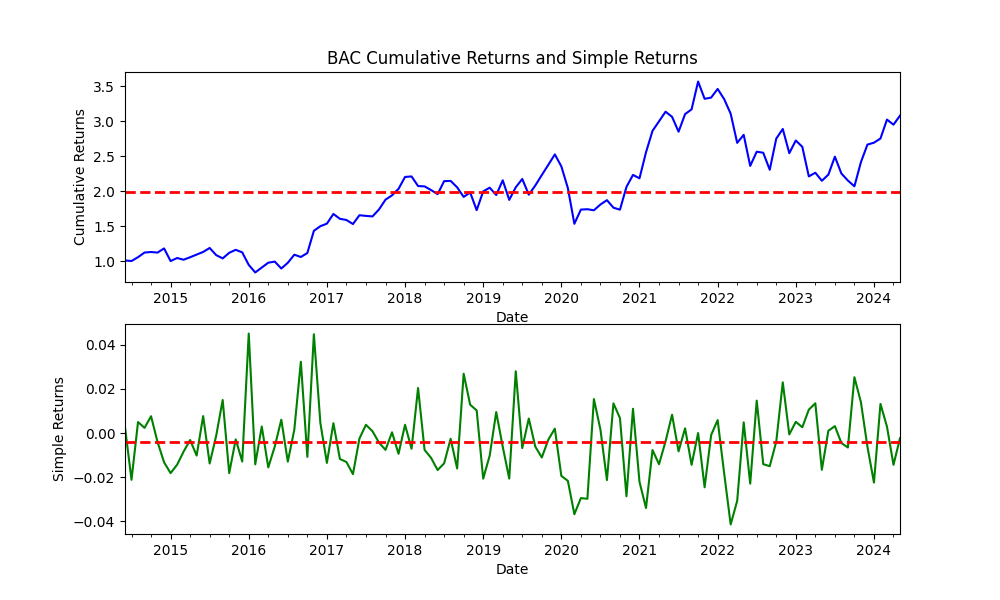 BAC Cumulative Returns and Simple Returns
Cumulative Returns
3.5
3.0
2.5
2.0
1.5
1.0
2015 2016 2017 2018 2019 2020 2021 2022 2023 2024
Date
Simple Returns
0.04
0.02
0.00
−0.02
−0.04
2015 2016 2017 2018 2019 2020 2021 2022 2023 2024
Date